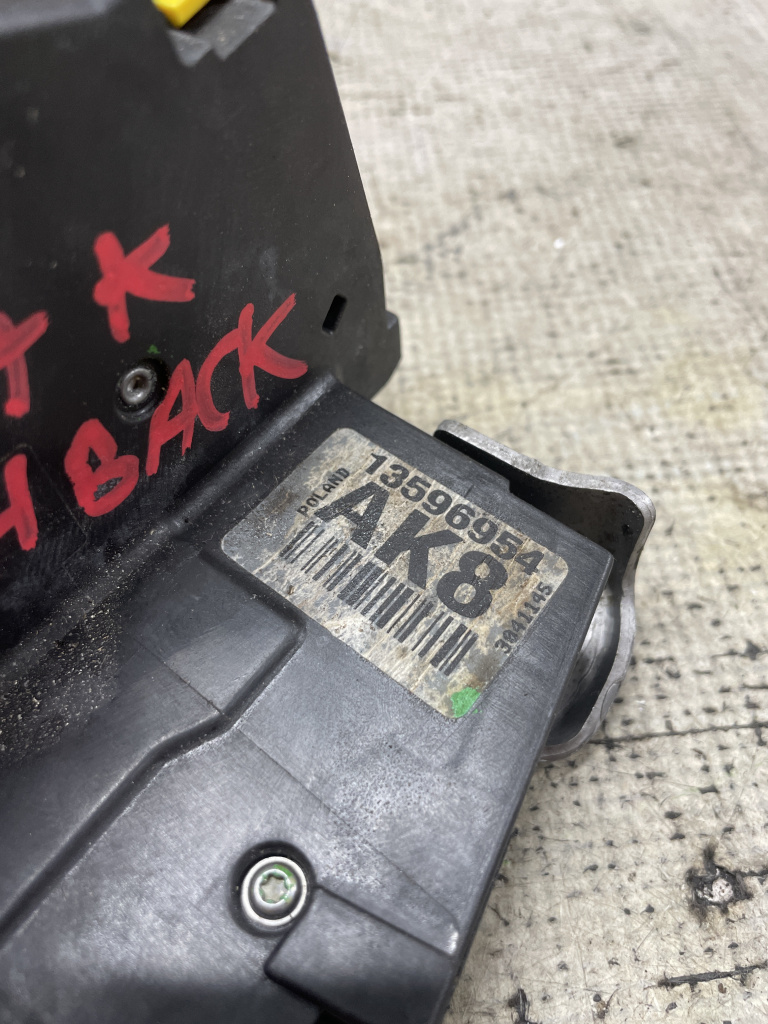 K
H BACK
13596954
POLAND
AK8
3041145